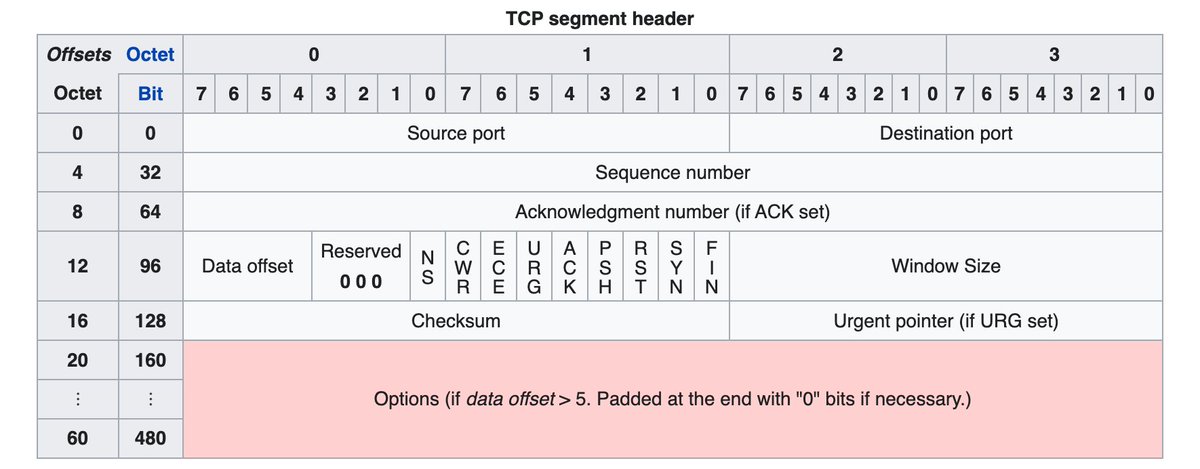 TCP segment header
Offsets Octet 0 1 2 3
Octet Bit 7 6 5 4 3 2 1 0 7 6 5 4 3 2 1 0 7 6 5 4 3 2 1 0 7 6 5 4 3 2 1 0
0 0 Source port Destination port
4 32 Sequence number
8 64 Acknowledgment number (if ACK set)
12 96 Data offset Reserved 0 0 0 NS CWR ECE URG ACK PSH RST SYN FIN Window Size
16 128 Checksum Urgent pointer (if URG set)
20 160
⋮ ⋮ Options (if data offset > 5. Padded at the end with "0" bits if necessary.)
60 480